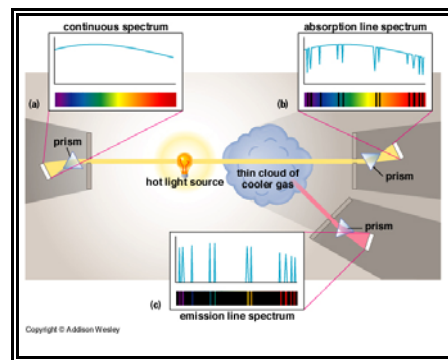 continuous spectrum
absorption line spectrum
(a)
(b)
prism
prism
hot light source
thin cloud of
cooler gas
prism
(c)
emission line spectrum
Copyright © Addison Wesley